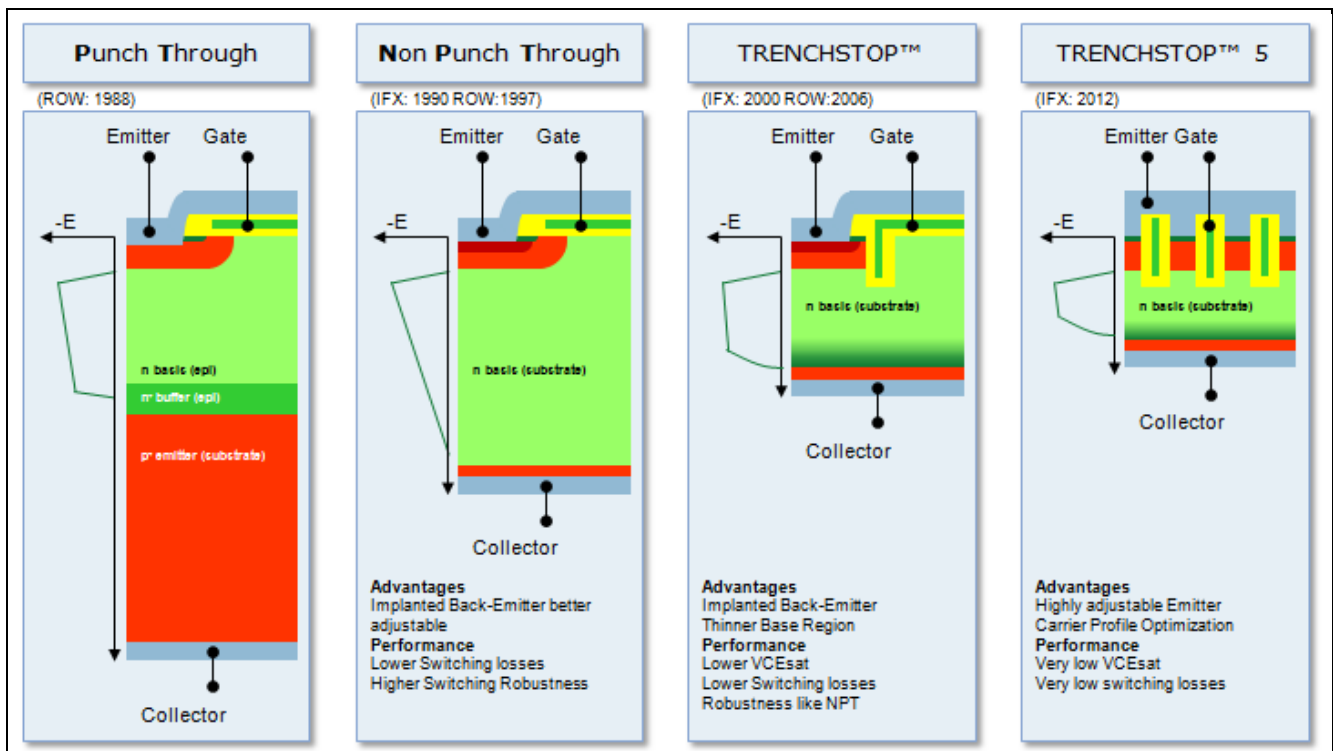 Punch Through
(ROW: 1988)
Emitter Gate
-E
n⁻ basis (epi)
n⁺ buffer (epi)
p⁺ emitter (substrate)
Collector
Non Punch Through
(IFX: 1990 ROW:1997)
Emitter Gate
-E
n⁻ basis (substrate)
Collector
Advantages
Implanted Back-Emitter better
adjustable
Performance
Lower Switching losses
Higher Switching Robustness
TRENCHSTOP™
(IFX: 2000 ROW:2006)
Emitter Gate
-E
n⁻ basis (substrate)
Collector
Advantages
Implanted Back-Emitter
Thinner Base Region
Performance
Lower VCEsat
Lower Switching losses
Robustness like NPT
TRENCHSTOP™ 5
(IFX: 2012)
Emitter Gate
-E
n⁻ basis (substrate)
Collector
Advantages
Highly adjustable Emitter
Carrier Profile Optimization
Performance
Very low VCEsat
Very low switching losses